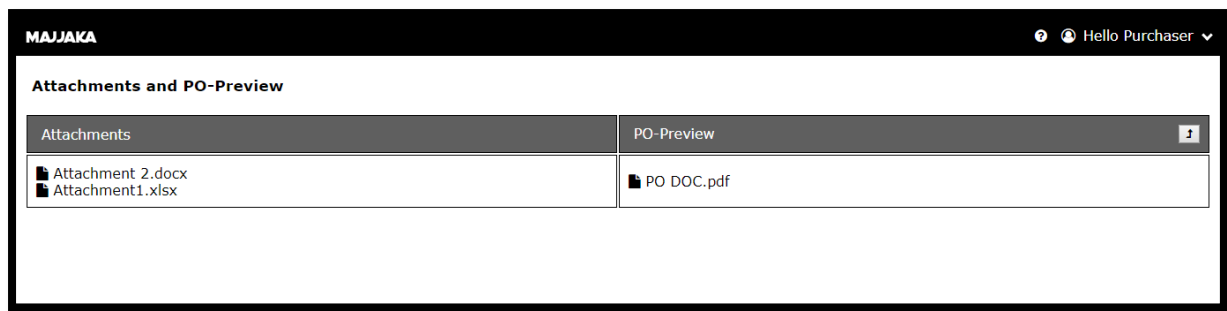 MAJJAKA
? Hello Purchaser
Attachments and PO-Preview
Attachments
PO-Preview
Attachment 2.docx
Attachment1.xlsx
PO DOC.pdf